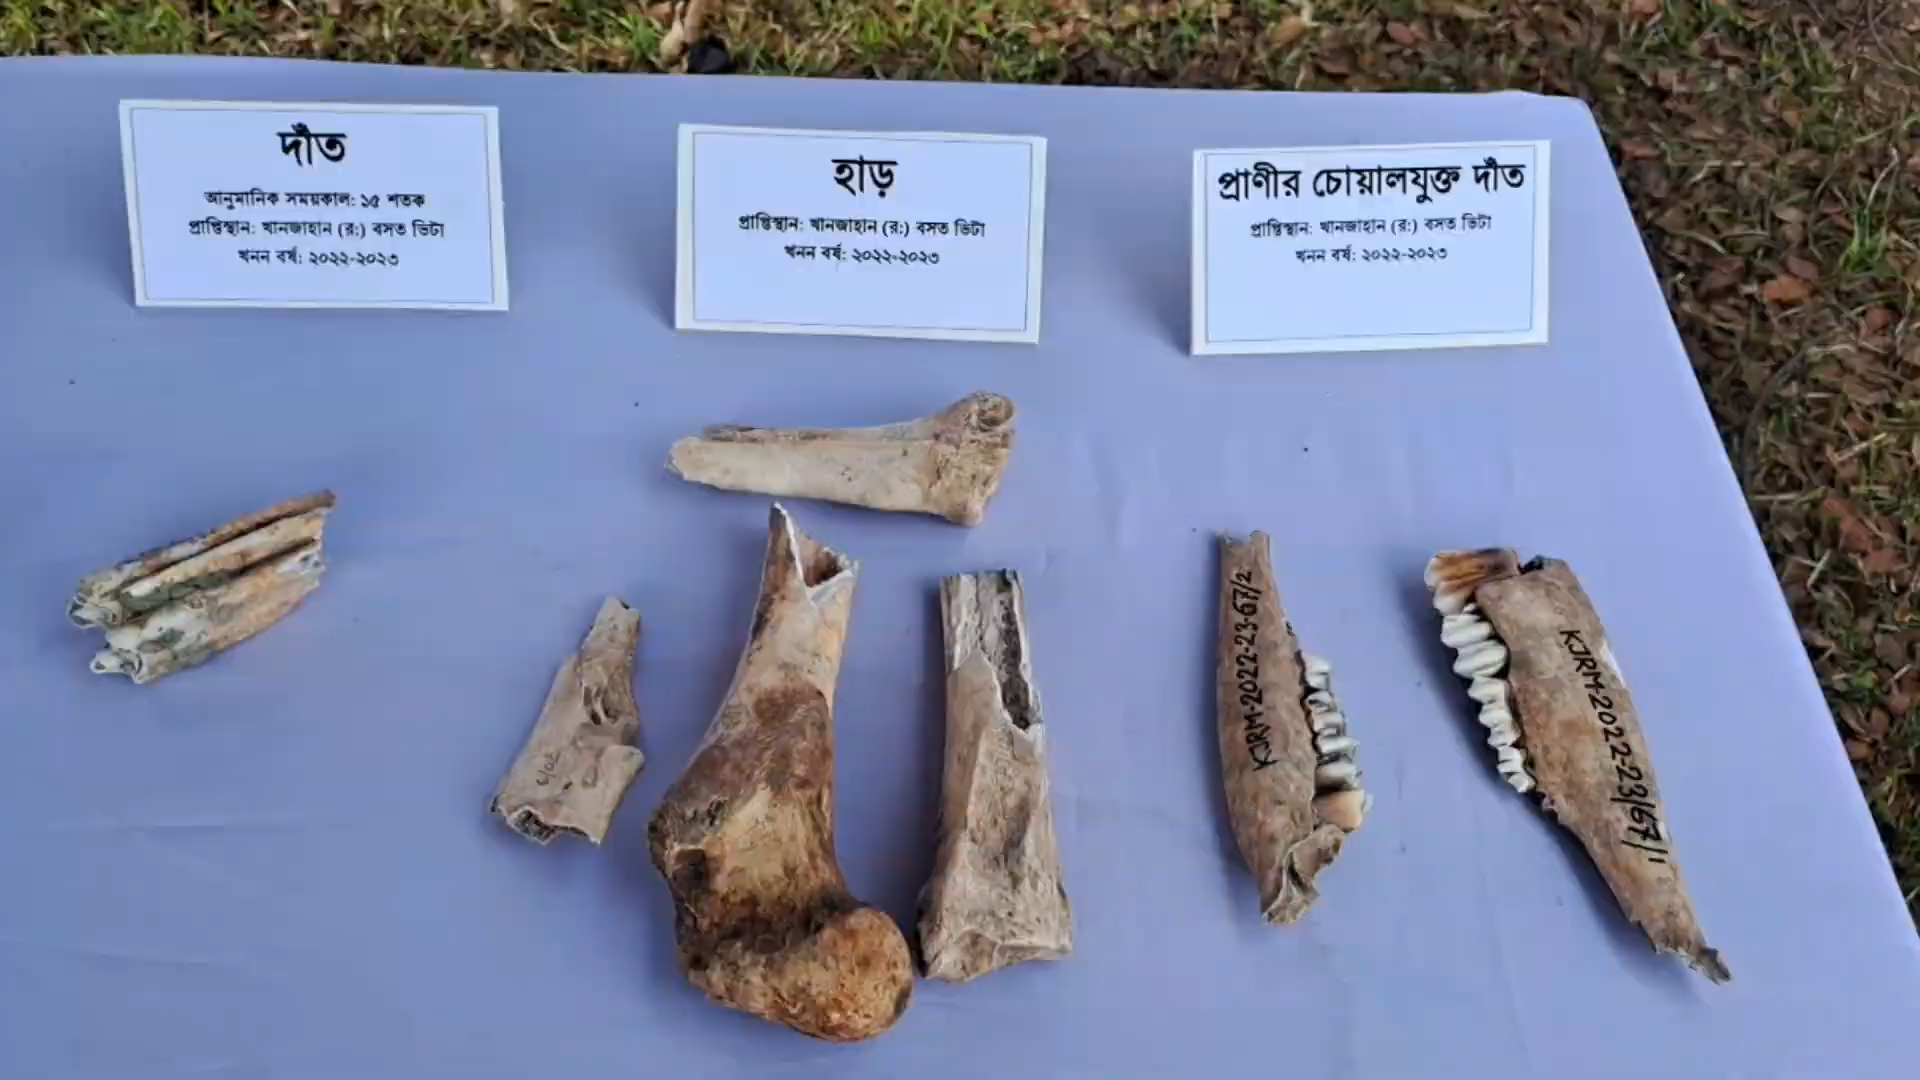 দাঁত
আনুমানিক সময়কাল: ১৫ শতক
প্রাপ্তিস্থান: খানজাহান (র:) বসত ভিটা
খনন বর্ষ: ২০২২-২০২৩
হাড়
প্রাপ্তিস্থান: খানজাহান (র:) বসত ভিটা
খনন বর্ষ: ২০২২-২০২৩
প্রাণীর চোয়ালযুক্ত দাঁত
প্রাপ্তিস্থান: খানজাহান (র:) বসত ভিটা
খনন বর্ষ: ২০২২-২০২৩
KJRM-2022-23-67/2
KJRM-2022-23/67/1